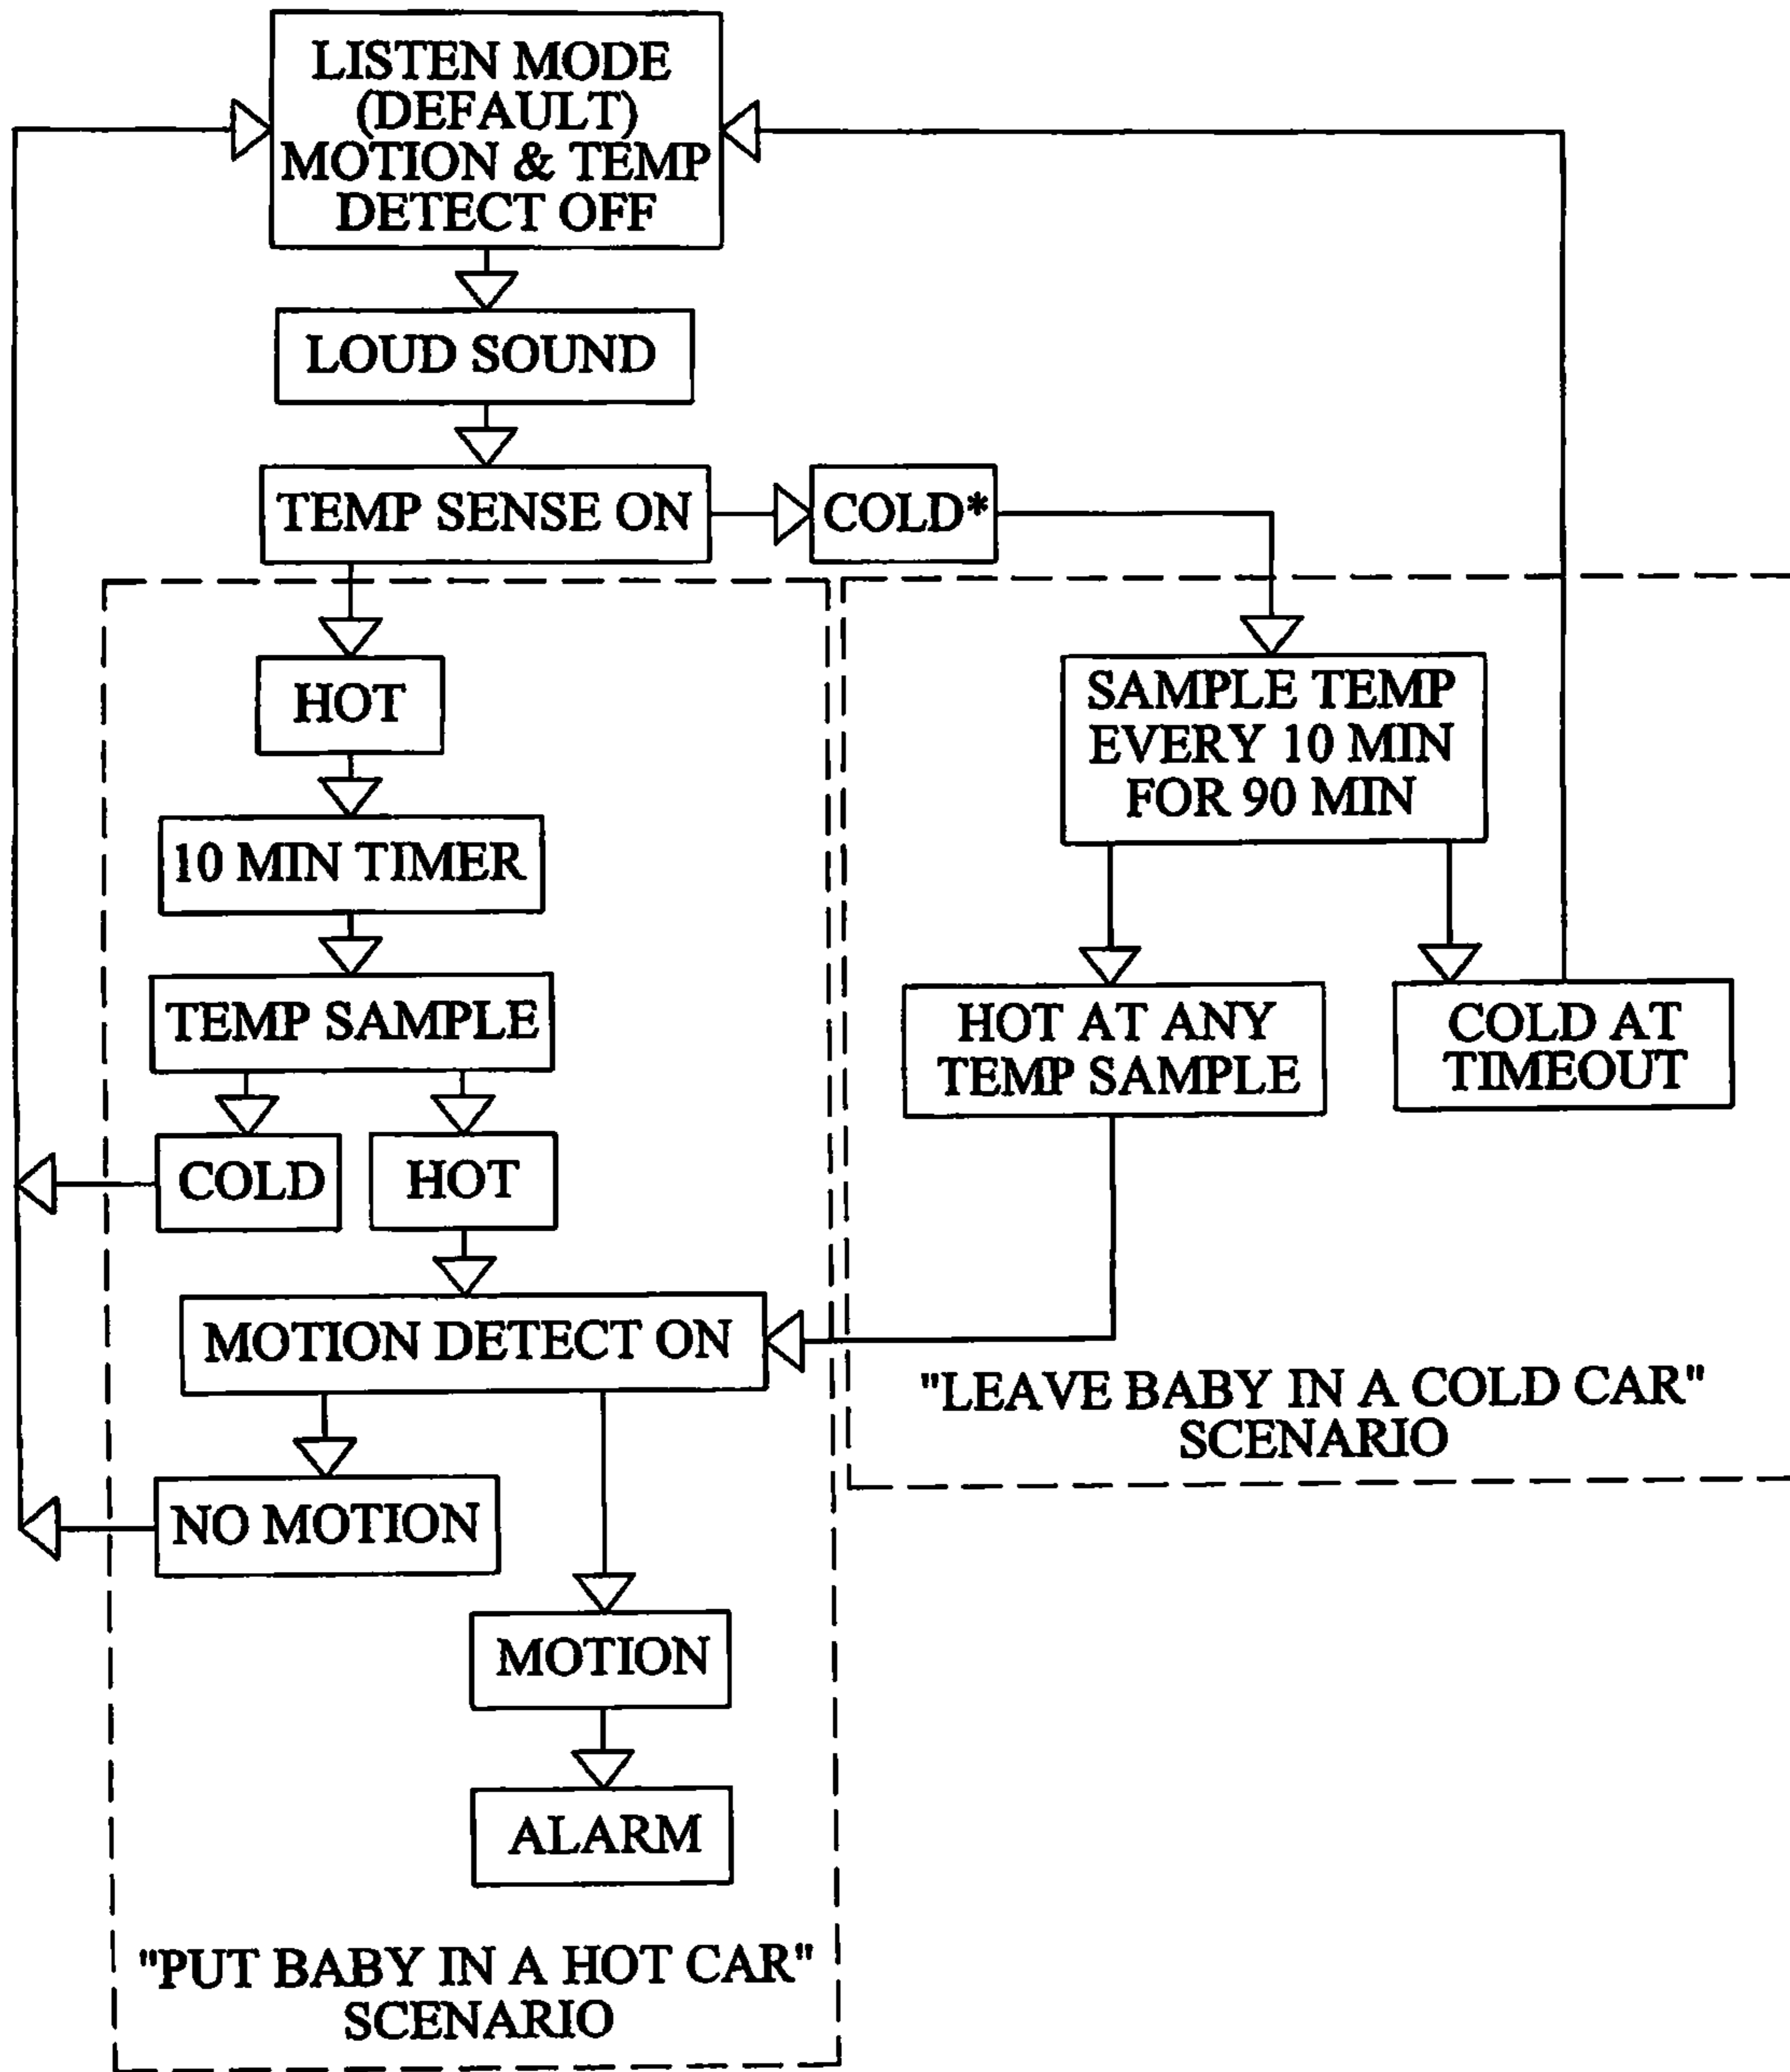 LISTEN MODE
(DEFAULT)
MOTION & TEMP
DETECT OFF
LOUD SOUND
TEMP SENSE ON
COLD*
HOT
10 MIN TIMER
TEMP SAMPLE
COLD
HOT
SAMPLE TEMP
EVERY 10 MIN
FOR 90 MIN
HOT AT ANY
TEMP SAMPLE
COLD AT
TIMEOUT
MOTION DETECT ON
"LEAVE BABY IN A COLD CAR"
SCENARIO
NO MOTION
MOTION
ALARM
"PUT BABY IN A HOT CAR"
SCENARIO